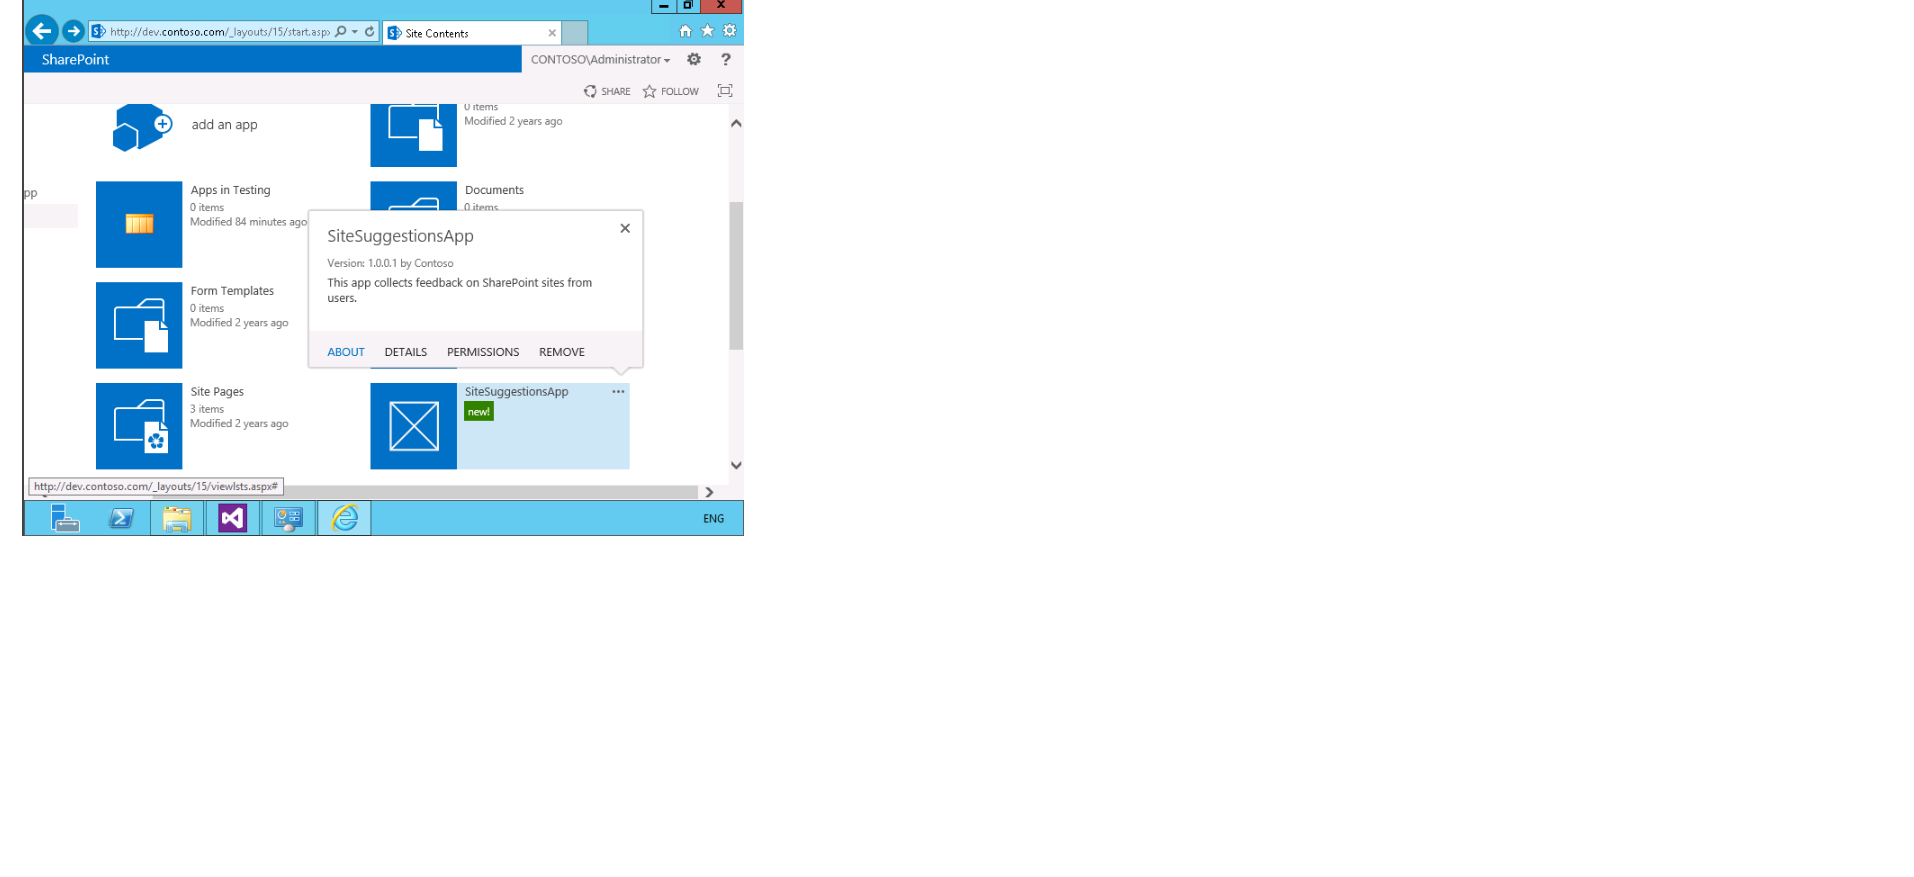 http://dev.contoso.com/_layouts/15/start.asp
Site Contents
SharePoint
CONTOSO\Administrator
SHARE
FOLLOW
add an app
0 items
Modified 2 years ago
pp
Apps in Testing
0 items
Modified 84 minutes ago
Documents
0 items
SiteSuggestionsApp
Version: 1.0.0.1 by Contoso
This app collects feedback on SharePoint sites from
users.
ABOUT DETAILS PERMISSIONS REMOVE
Form Templates
0 items
Modified 2 years ago
Site Pages
3 items
Modified 2 years ago
SiteSuggestionsApp
new!
http://dev.contoso.com/_layouts/15/viewlsts.aspx#
ENG